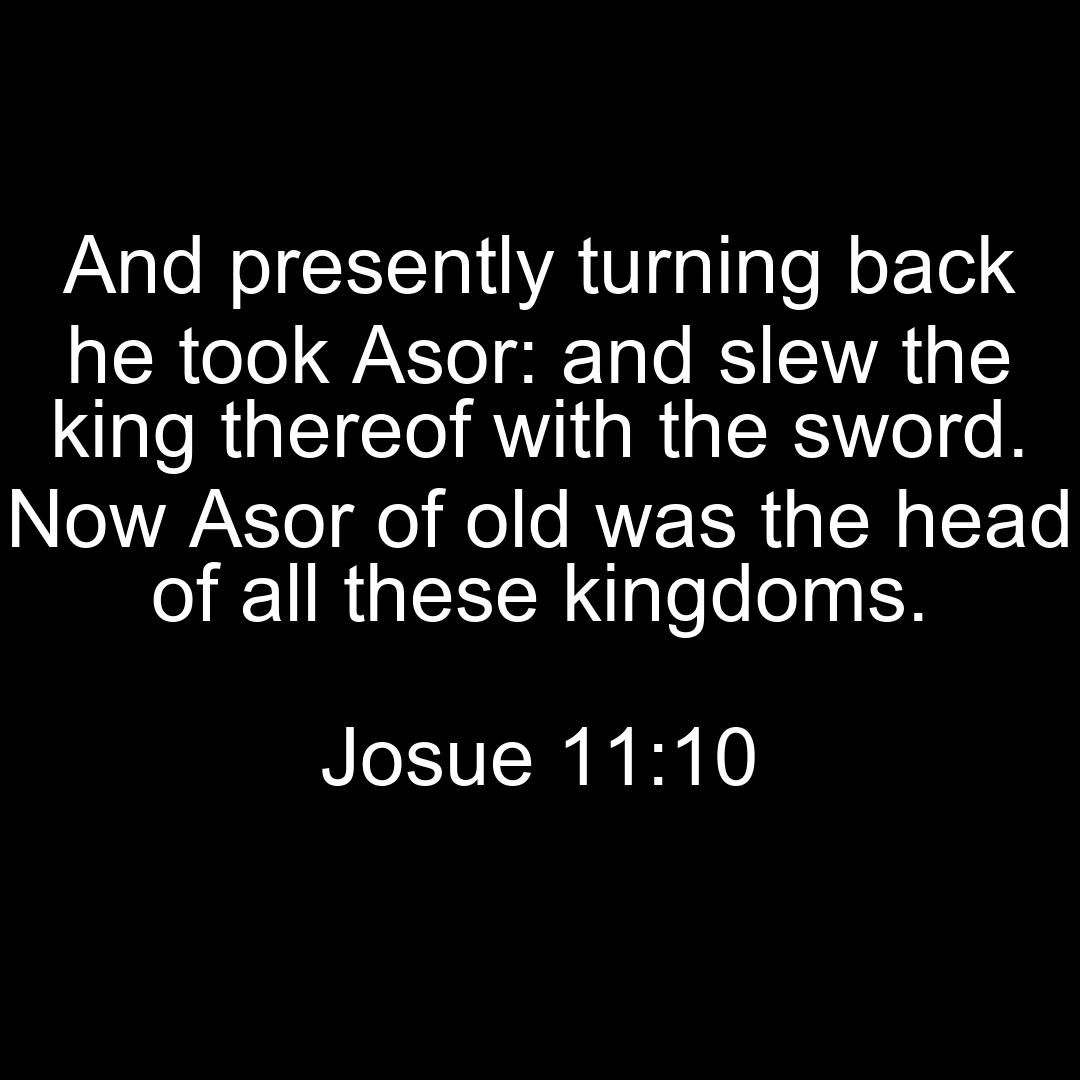 And presently turning back
he took Asor: and slew the
king thereof with the sword.
Now Asor of old was the head
of all these kingdoms.
Josue 11:10